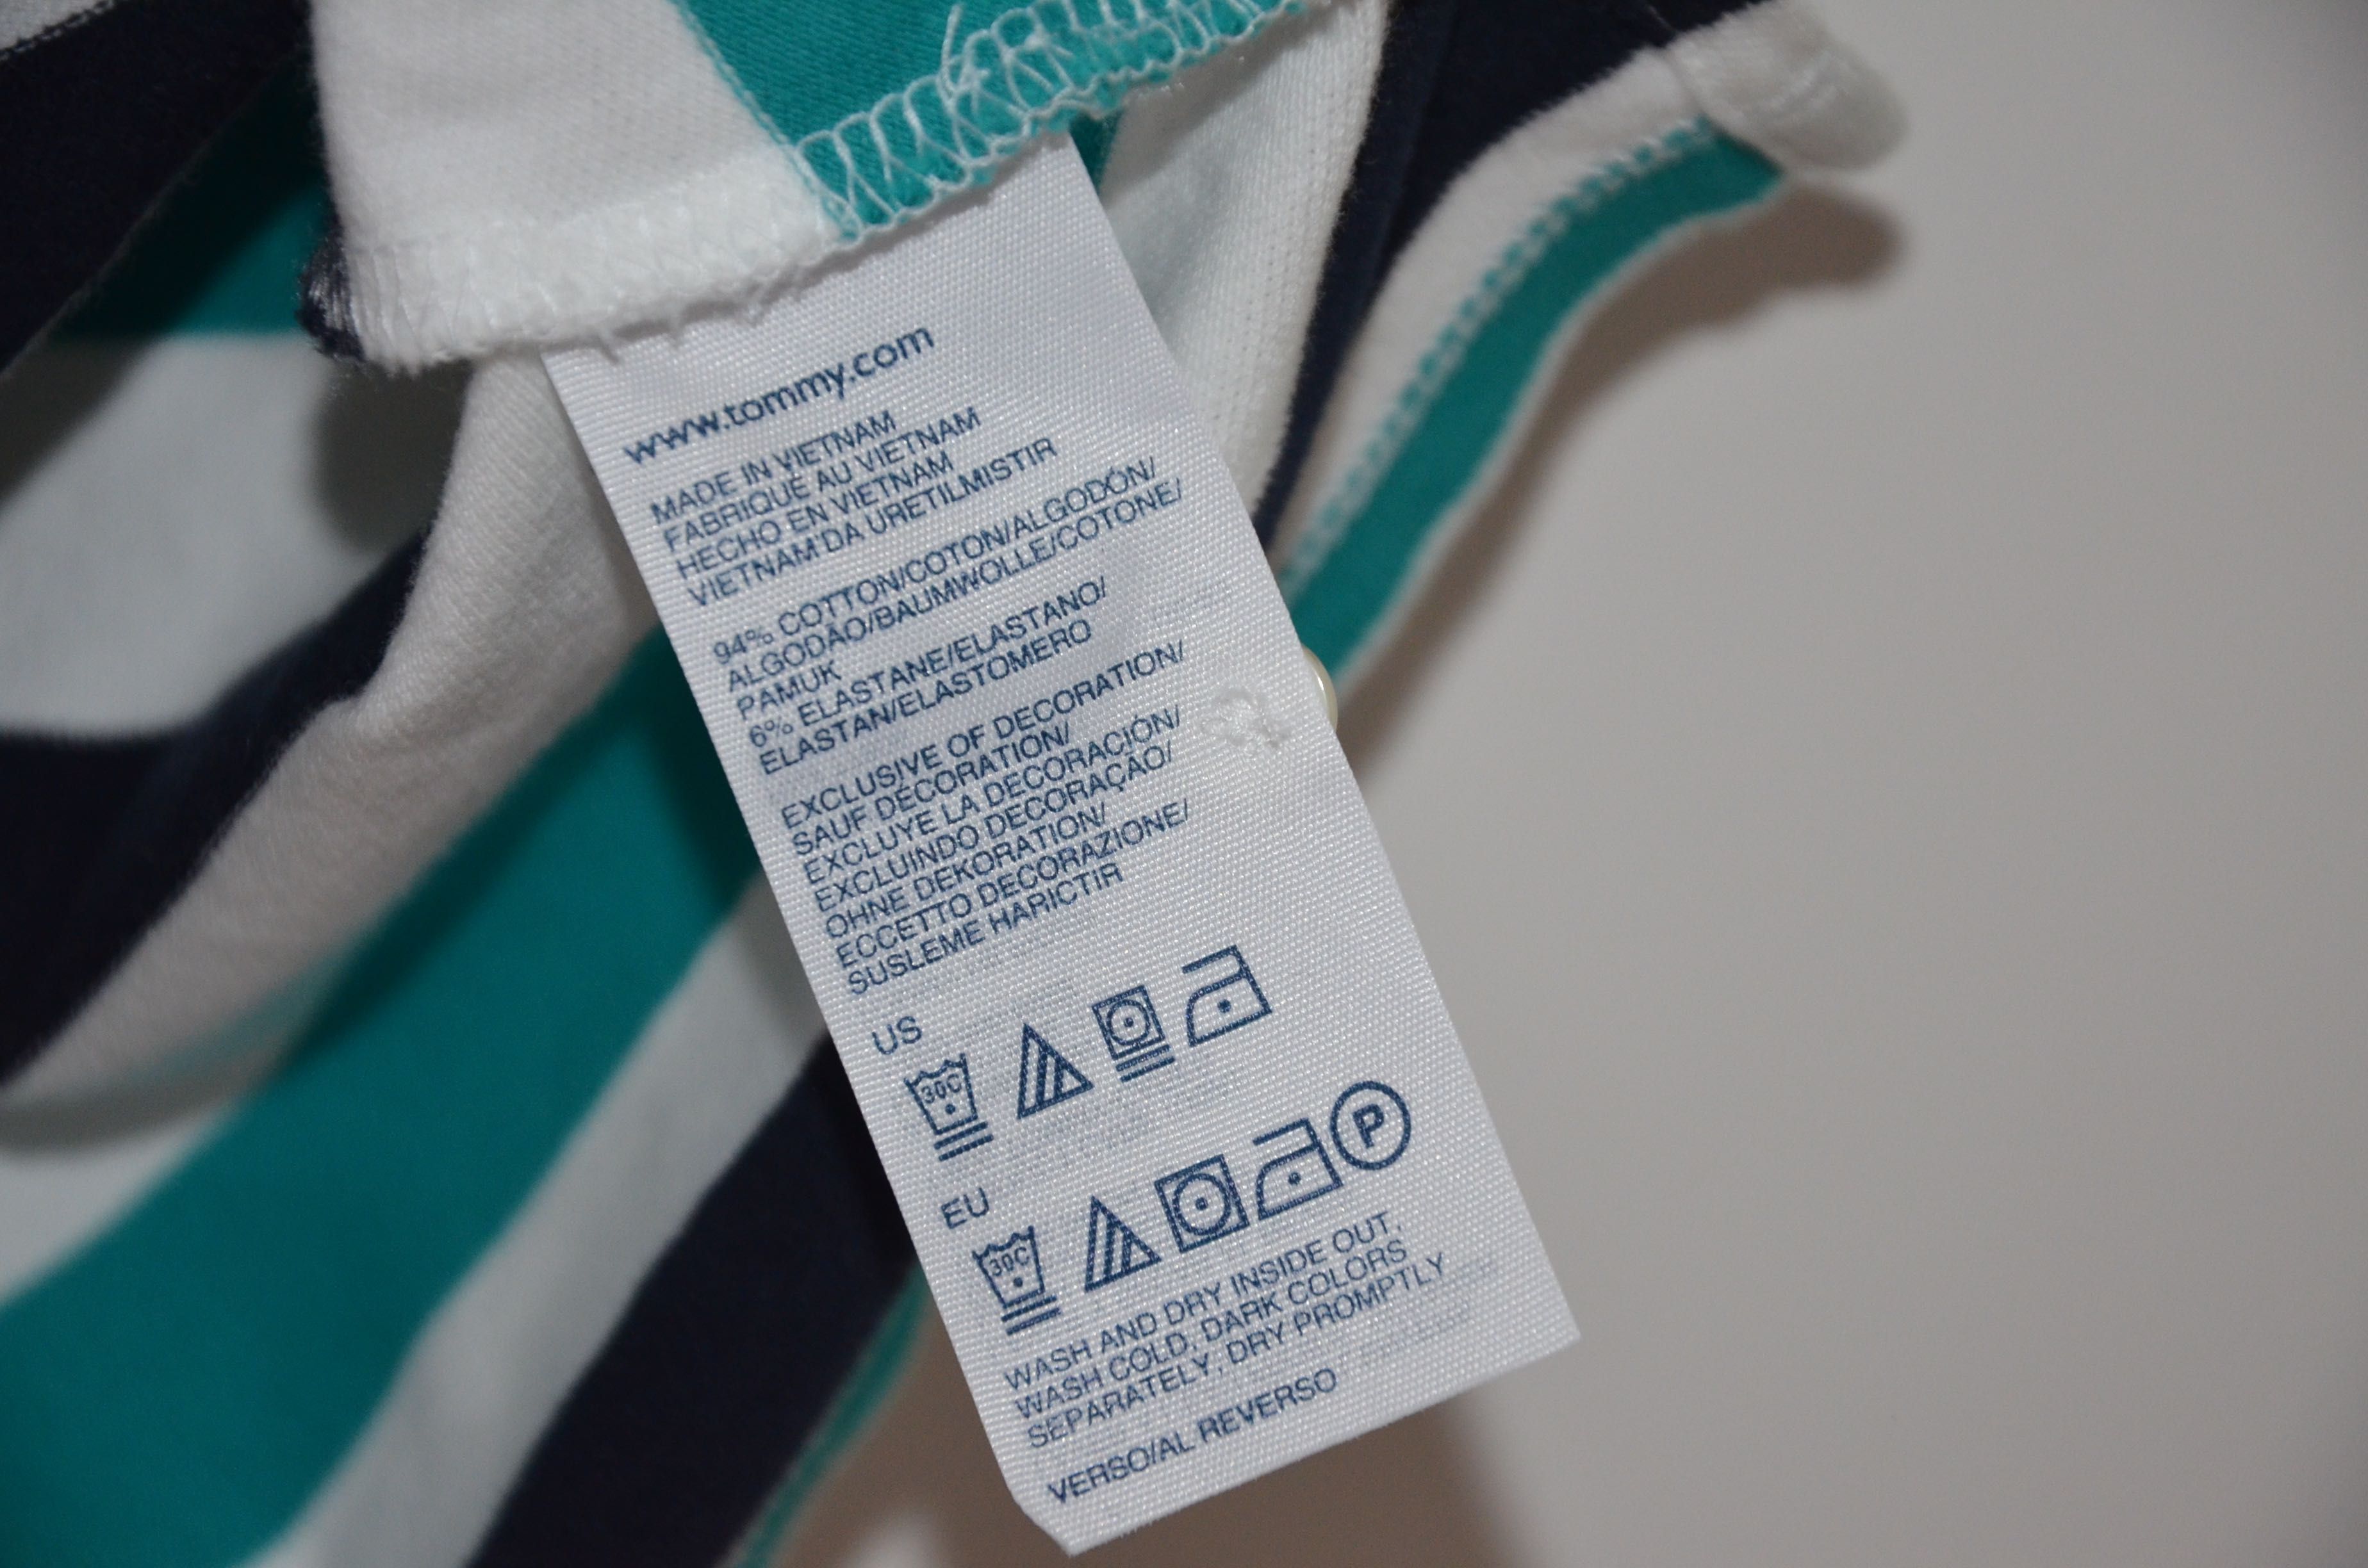 www.tommy.com
MADE IN VIETNAM
FABRIQUÉ AU VIETNAM
HECHO EN VIETNAM
VIETNAM'DA URETILMISTIR
94% COTTON/COTON/ALGODÓN/
ALGODÃO/BAUMWOLLE/COTONE/
PAMUK
6% ELASTANE/ELASTANO/
ELASTAN/ELASTOMERO
EXCLUSIVE OF DECORATION/
SAUF DECORATION/
EXCLUYE LA DECORACIÓN/
EXCLUINDO DECORAÇÃO/
OHNE DEKORATION/
ECCETTO DECORAZIONE/
SUSLEME HARICTIR
US
30C
EU
30C P
WASH AND DRY INSIDE OUT,
WASH COLD, DARK COLORS
SEPARATELY, DRY PROMPTLY
VERSO/AL REVERSO